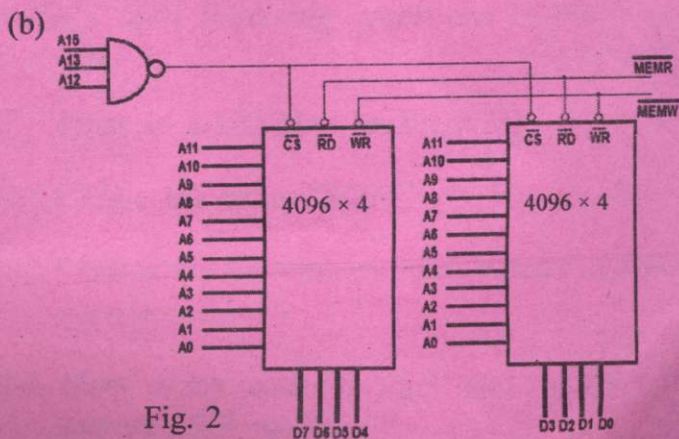 (b)
A15
A13
A12
MEMR
MEMW
CS RD WR
CS RD WR
A11
A10
A9
A8
A7
A6
A5
A4
A3
A2
A1
A0
4096 × 4
A11
A10
A9
A8
A7
A6
A5
A4
A3
A2
A1
A0
4096 × 4
D7 D6 D5 D4
D3 D2 D1 D0
Fig. 2